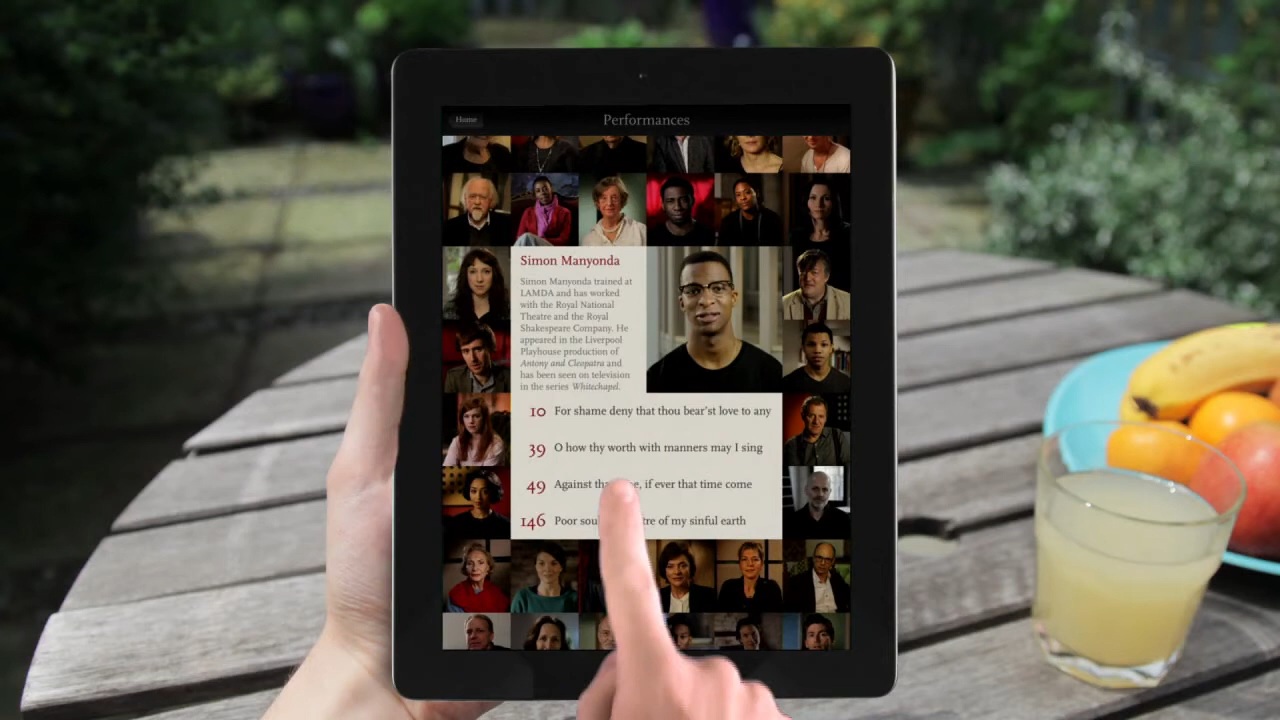 Home
Performances
Simon Manyonda
Simon Manyonda trained at
LAMDA and has worked
with the Royal National
Theatre and the Royal
Shakespeare Company. He
appeared in the Liverpool
Playhouse production of
Antony and Cleopatra and
has been seen on television
in the series Whitechapel.
10 For shame deny that thou bear'st love to any
39 O how thy worth with manners may I sing
49 Against if ever that time come
146 Poor of my sinful earth